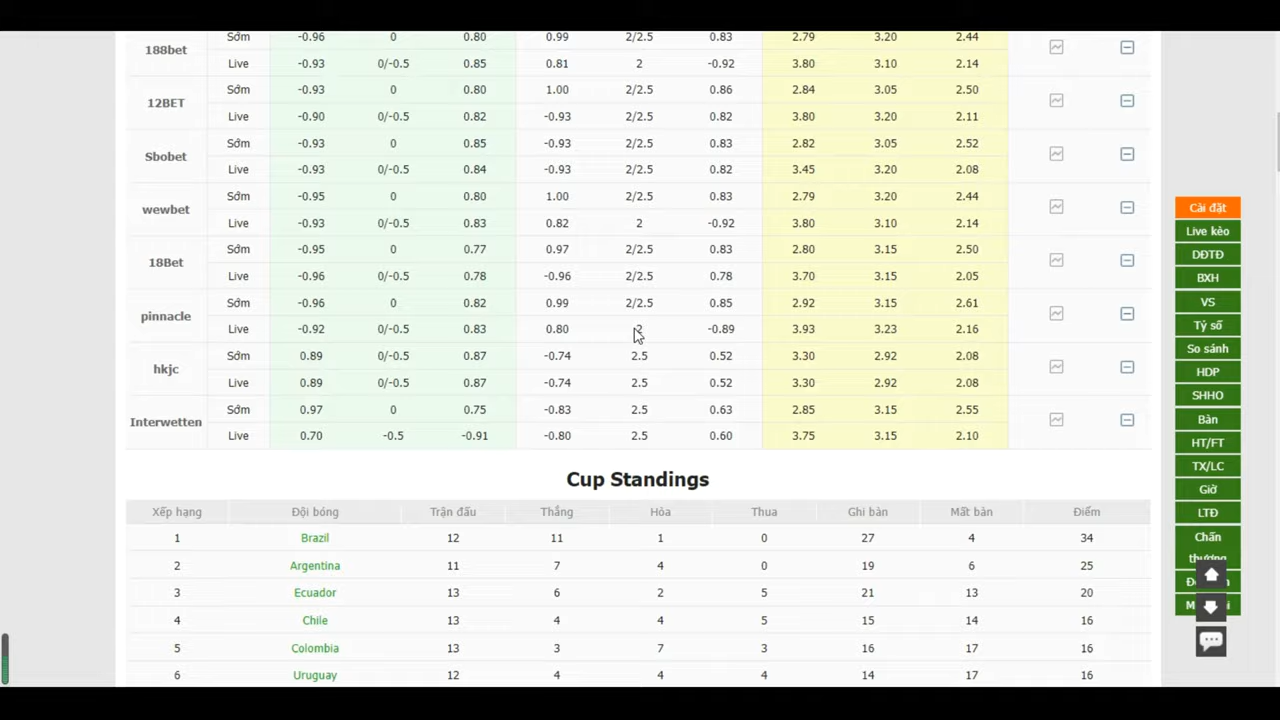 188bet Sớm -0.96 0 0.80 0.99 2/2.5 0.83 2.79 3.20 2.44
Live -0.93 0/-0.5 0.85 0.81 2 -0.92 3.80 3.10 2.14
12BET Sớm -0.93 0 0.80 1.00 2/2.5 0.86 2.84 3.05 2.50
Live -0.90 0/-0.5 0.82 -0.93 2/2.5 0.82 3.80 3.20 2.11
Sbobet Sớm -0.93 0 0.85 -0.93 2/2.5 0.83 2.82 3.05 2.52
Live -0.93 0/-0.5 0.84 -0.93 2/2.5 0.82 3.45 3.20 2.08
wewbet Sớm -0.95 0 0.80 1.00 2/2.5 0.83 2.79 3.20 2.44
Live -0.93 0/-0.5 0.83 0.82 2 -0.92 3.80 3.10 2.14
18Bet Sớm -0.95 0 0.77 0.97 2/2.5 0.83 2.80 3.15 2.50
Live -0.96 0/-0.5 0.78 -0.96 2/2.5 0.78 3.70 3.15 2.05
pinnacle Sớm -0.96 0 0.82 0.99 2/2.5 0.85 2.92 3.15 2.61
Live -0.92 0/-0.5 0.83 0.80 2 -0.89 3.93 3.23 2.16
hkjc Sớm 0.89 0/-0.5 0.87 -0.74 2.5 0.52 3.30 2.92 2.08
Live 0.89 0/-0.5 0.87 -0.74 2.5 0.52 3.30 2.92 2.08
Interwetten Sớm 0.97 0 0.75 -0.83 2.5 0.63 2.85 3.15 2.55
Live 0.70 -0.5 -0.91 -0.80 2.5 0.60 3.75 3.15 2.10
Cup Standings
Xếp hạng Đội bóng Trận đấu Thắng Hòa Thua Ghi bàn Mất bàn Điểm
1 Brazil 12 11 1 0 27 4 34
2 Argentina 11 7 4 0 19 6 25
3 Ecuador 13 6 2 5 21 13 20
4 Chile 13 4 4 5 15 14 16
5 Colombia 13 3 7 3 16 17 16
6 Uruguay 12 4 4 4 14 17 16
Cài đặt
Live kèo
DĐTĐ
BXH
VS
Tỷ số
So sánh
HDP
SHHO
Bàn
HT/FT
TX/LC
Giờ
LTĐ
Chấn
thương